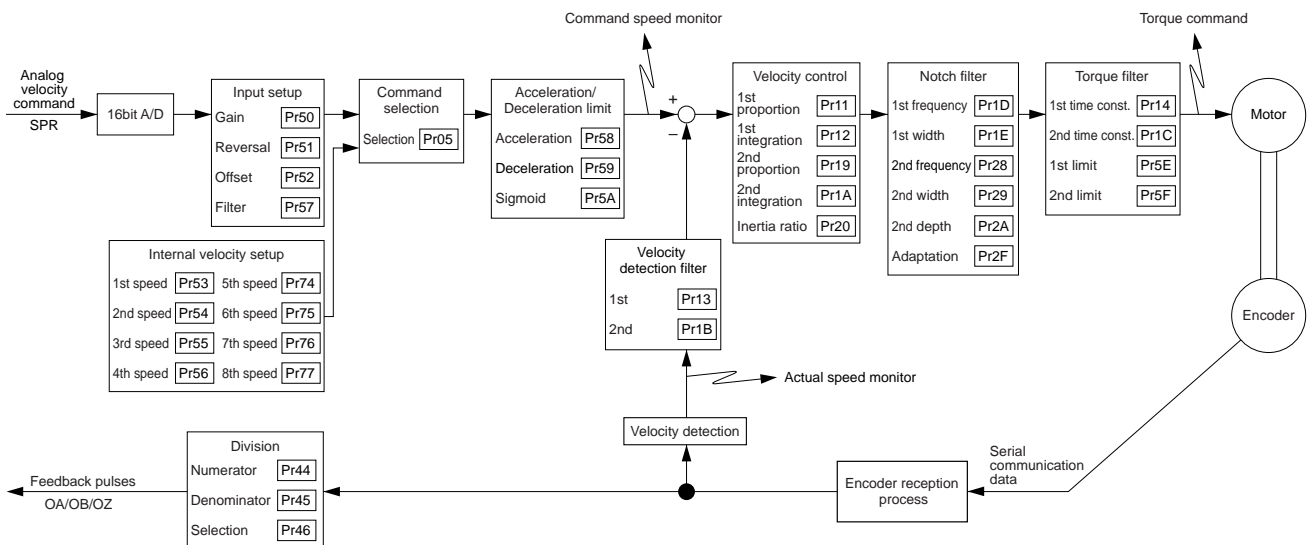 Command speed monitor
Torque command
Analog
velocity
command
SPR
16bit A/D
Input setup
Gain Pr50
Reversal Pr51
Offset Pr52
Filter Pr57
Command
selection
Selection Pr05
Acceleration/
Deceleration limit
Acceleration Pr58
Deceleration Pr59
Sigmoid Pr5A
+
−
Velocity control
1st
proportion Pr11
1st
integration Pr12
2nd
proportion Pr19
2nd
integration Pr1A
Inertia ratio Pr20
Notch filter
1st frequency Pr1D
1st width Pr1E
2nd frequency Pr28
2nd width Pr29
2nd depth Pr2A
Adaptation Pr2F
Torque filter
1st time const. Pr14
2nd time const. Pr1C
1st limit Pr5E
2nd limit Pr5F
Motor
Internal velocity setup
1st speed Pr53 5th speed Pr74
2nd speed Pr54 6th speed Pr75
3rd speed Pr55 7th speed Pr76
4th speed Pr56 8th speed Pr77
Velocity
detection filter
1st Pr13
2nd Pr1B
Encoder
Actual speed monitor
Velocity detection
Division
Numerator Pr44
Denominator Pr45
Selection Pr46
Feedback pulses
OA/OB/OZ
Encoder reception
process
Serial
communication
data